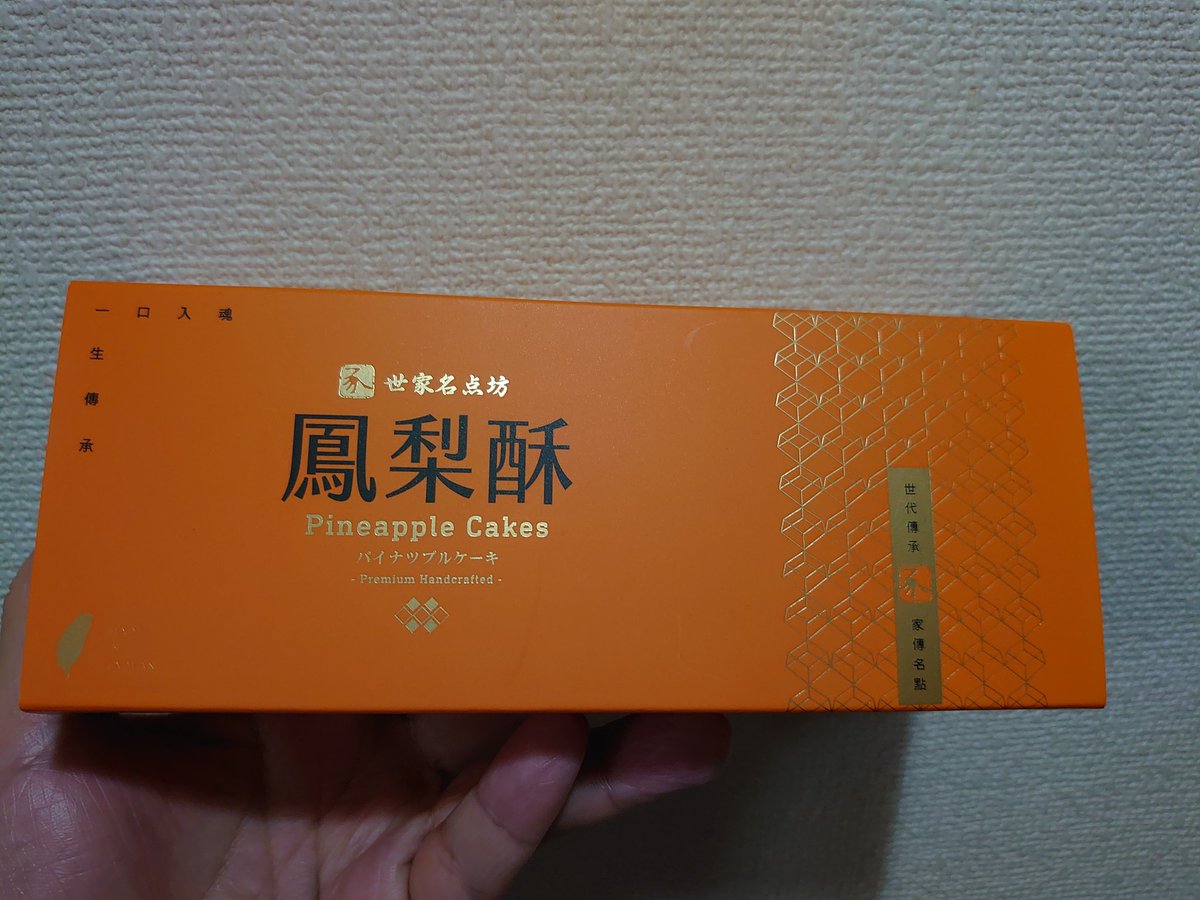 一口入魂
生傳承
世家名点坊
鳳梨酥
Pineapple Cakes
パイナツプルケーキ
- Premium Handcrafted -
世代傳承
家傳名點